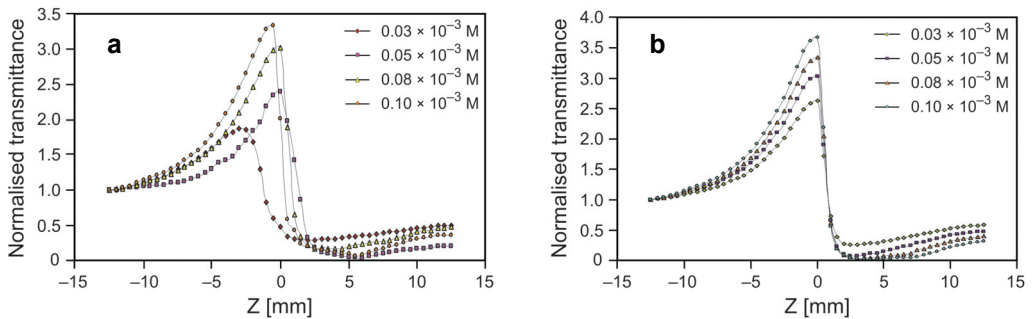 a
Normalised transmittance
3.5
3.0
2.5
2.0
1.5
1.0
0.5
0
–15
–10
–5
0
5
10
15
Z [mm]
0.03 × 10–3 M
0.05 × 10–3 M
0.08 × 10–3 M
0.10 × 10–3 M
b
Normalised transmittance
4.0
3.5
3.0
2.5
2.0
1.5
1.0
0.5
0
–15
–10
–5
0
5
10
15
Z [mm]
0.03 × 10–3 M
0.05 × 10–3 M
0.08 × 10–3 M
0.10 × 10–3 M